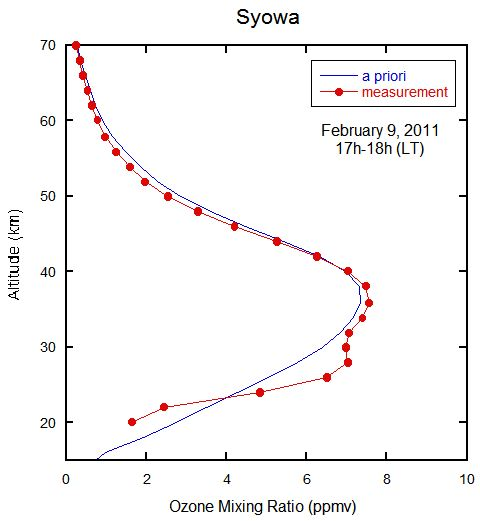 Syowa
70
60
50
40
30
20
Altitude (km)
a priori
measurement
February 9, 2011
17h-18h (LT)
0 2 4 6 8 10
Ozone Mixing Ratio (ppmv)